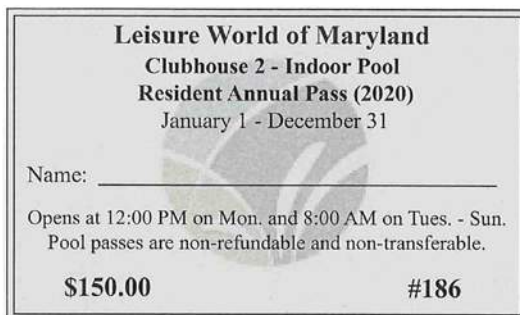 Leisure World of Maryland
Clubhouse 2 - Indoor Pool
Resident Annual Pass (2020)
January 1 - December 31
Name:
Opens at 12:00 PM on Mon. and 8:00 AM on Tues. - Sun.
Pool passes are non-refundable and non-transferable.
$150.00 #186